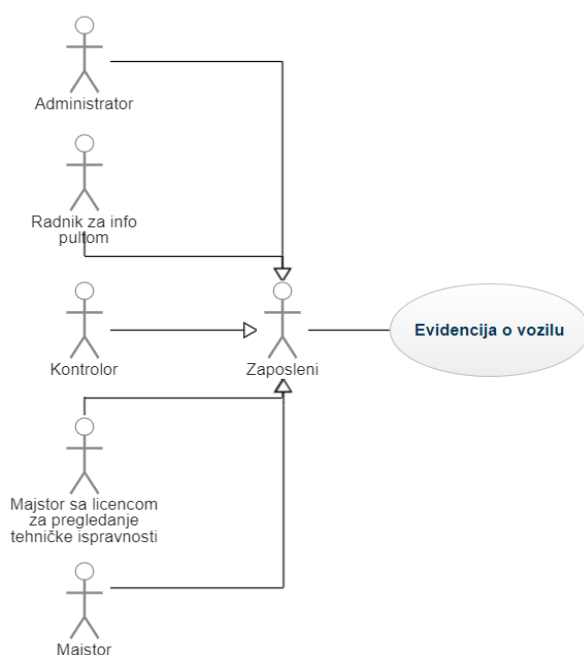 Administrator
Radnik za info
pultom
Kontrolor
Zaposleni
Evidencija o vozilu
Majstor sa licencom
za pregledanje
tehničke ispravnosti
Majstor